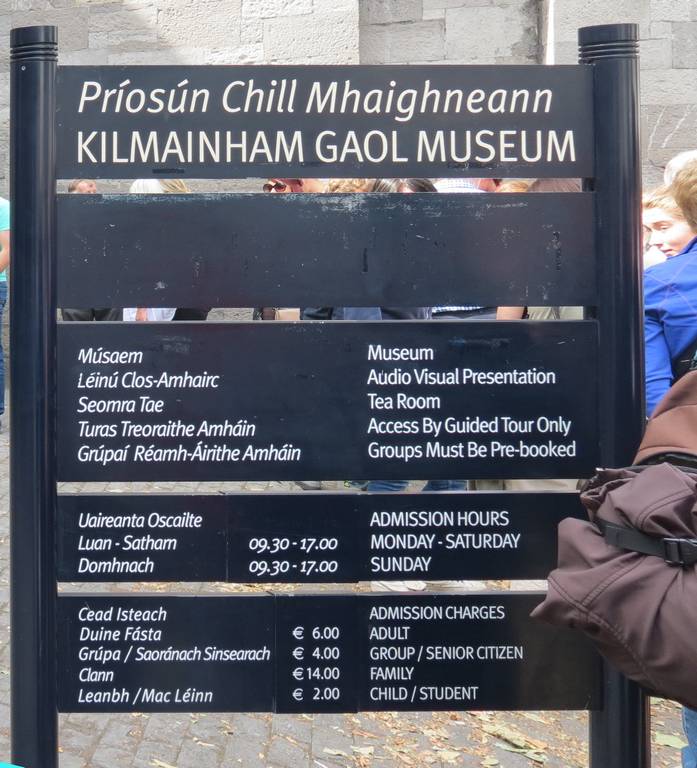 Príosún Chill Mhaighneann
KILMAINHAM GAOL MUSEUM
Músaem Museum
Léiriú Clos-Amhairc Audio Visual Presentation
Seomra Tae Tea Room
Turas Treoraithe Amháin Access By Guided Tour Only
Grúpaí Réamh-Áirithe Amháin Groups Must Be Pre-booked
Uaireanta Oscailte ADMISSION HOURS
Luan - Satham 09.30 - 17.00 MONDAY - SATURDAY
Domhnach 09.30 - 17.00 SUNDAY
Cead Isteach ADMISSION CHARGES
Duine Fásta € 6.00 ADULT
Grúpa / Saoránach Sinsearach € 4.00 GROUP / SENIOR CITIZEN
Clann €14.00 FAMILY
Leanbh / Mac Léinn € 2.00 CHILD / STUDENT